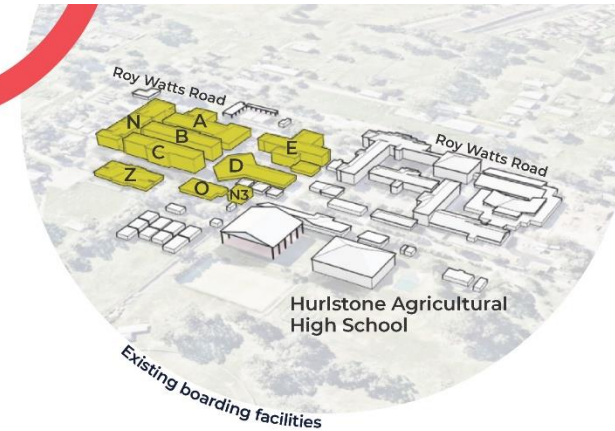 Roy Watts Road
A
N
B
E
Roy Watts Road
C
D
Z
O
N3
Hurlstone Agricultural
High School
Existing boarding facilities